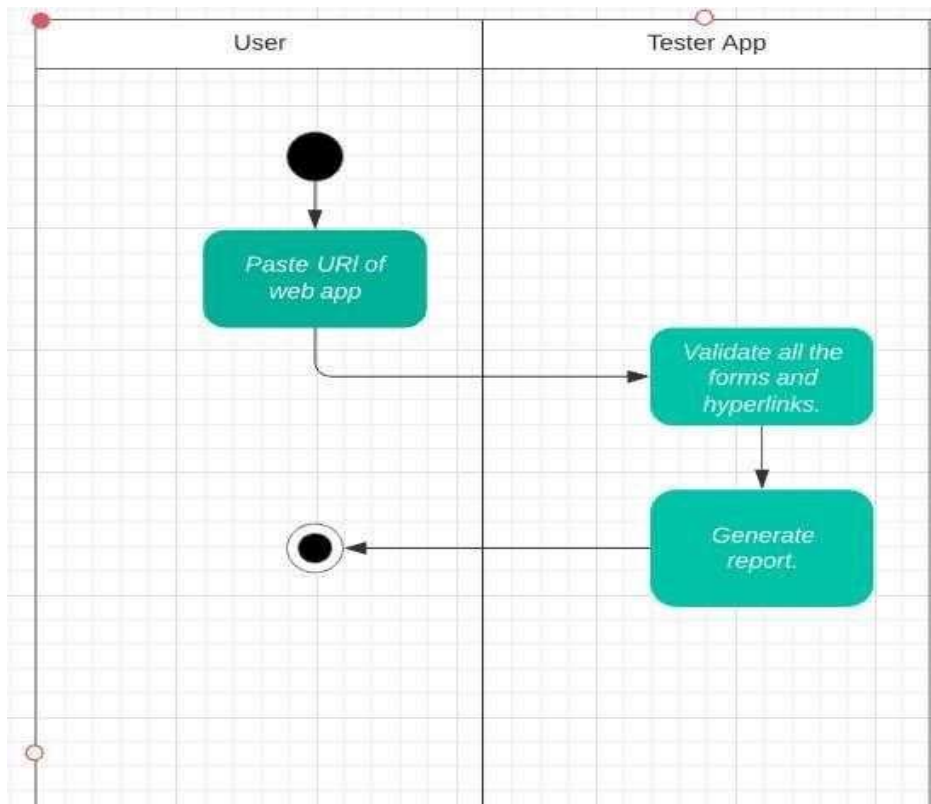 User
Tester App
Paste URl of
web app
Validate all the
forms and
hyperlinks.
Generate
report.